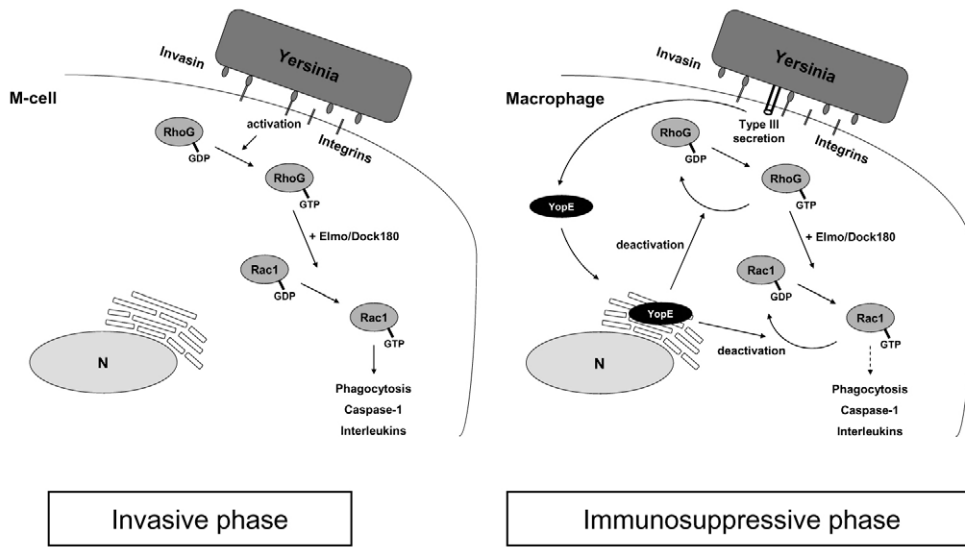 M-cell
Invasin
Yersinia
activation
Integrins
RhoG
GDP
RhoG
GTP
+ Elmo/Dock180
Rac1
GDP
Rac1
GTP
N
Phagocytosis
Caspase-1
Interleukins
Invasive phase
Macrophage
Invasin
Yersinia
Type III
secretion
Integrins
RhoG
GDP
RhoG
GTP
YopE
deactivation
+ Elmo/Dock180
Rac1
GDP
YopE
Rac1
GTP
deactivation
N
Phagocytosis
Caspase-1
Interleukins
Immunosuppressive phase